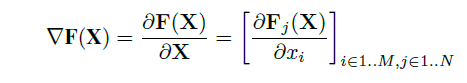 ∇F(X) = ∂F(X)/∂X = [∂F_j(X)/∂x_i]_{i∈1..M,j∈1..N}